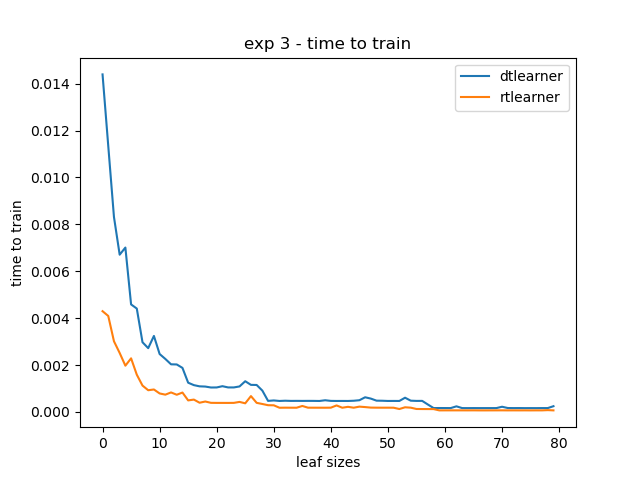 exp 3 - time to train
dtlearner
rtlearner
0.014
0.012
0.010
0.008
0.006
0.004
0.002
0.000
time to train
0 10 20 30 40 50 60 70 80
leaf sizes